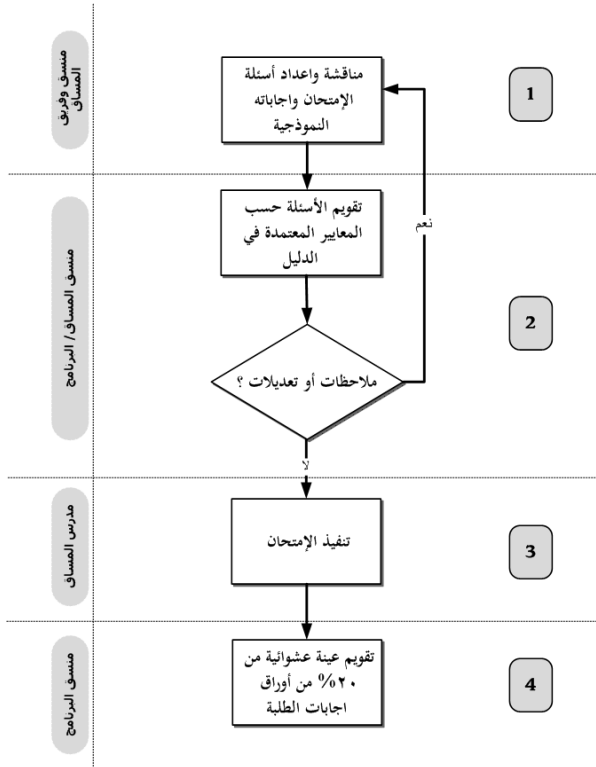 منسق وفريق
المساق
مناقشة واعداد أسئلة
الإمتحان واجاباته
النموذجية
1
منسق المساق/ البرنامج
تقويم الأسئلة حسب
المعايير المعتمدة في
الدليل
نعم
2
ملاحظات أو تعديلات ؟
لا
مدرس المساق
تنفيذ الإمتحان
3
منسق البرنامج
تقويم عينة عشوائية من
٢٠% من أوراق
اجابات الطلبة
4